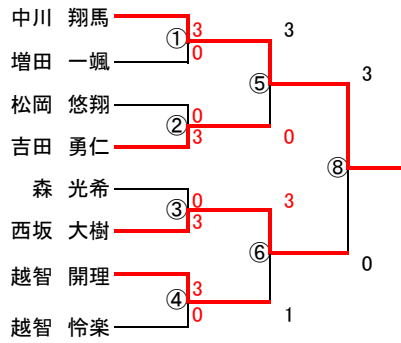 中川 翔馬
3 3
①
増田 一颯 0
⑤ 3
松岡 悠翔 0
②
吉田 勇仁 3 0
⑧
森 光希 0 3
③
西坂 大樹 3
⑥ 0
越智 開理 3
④
越智 怜楽 0 1